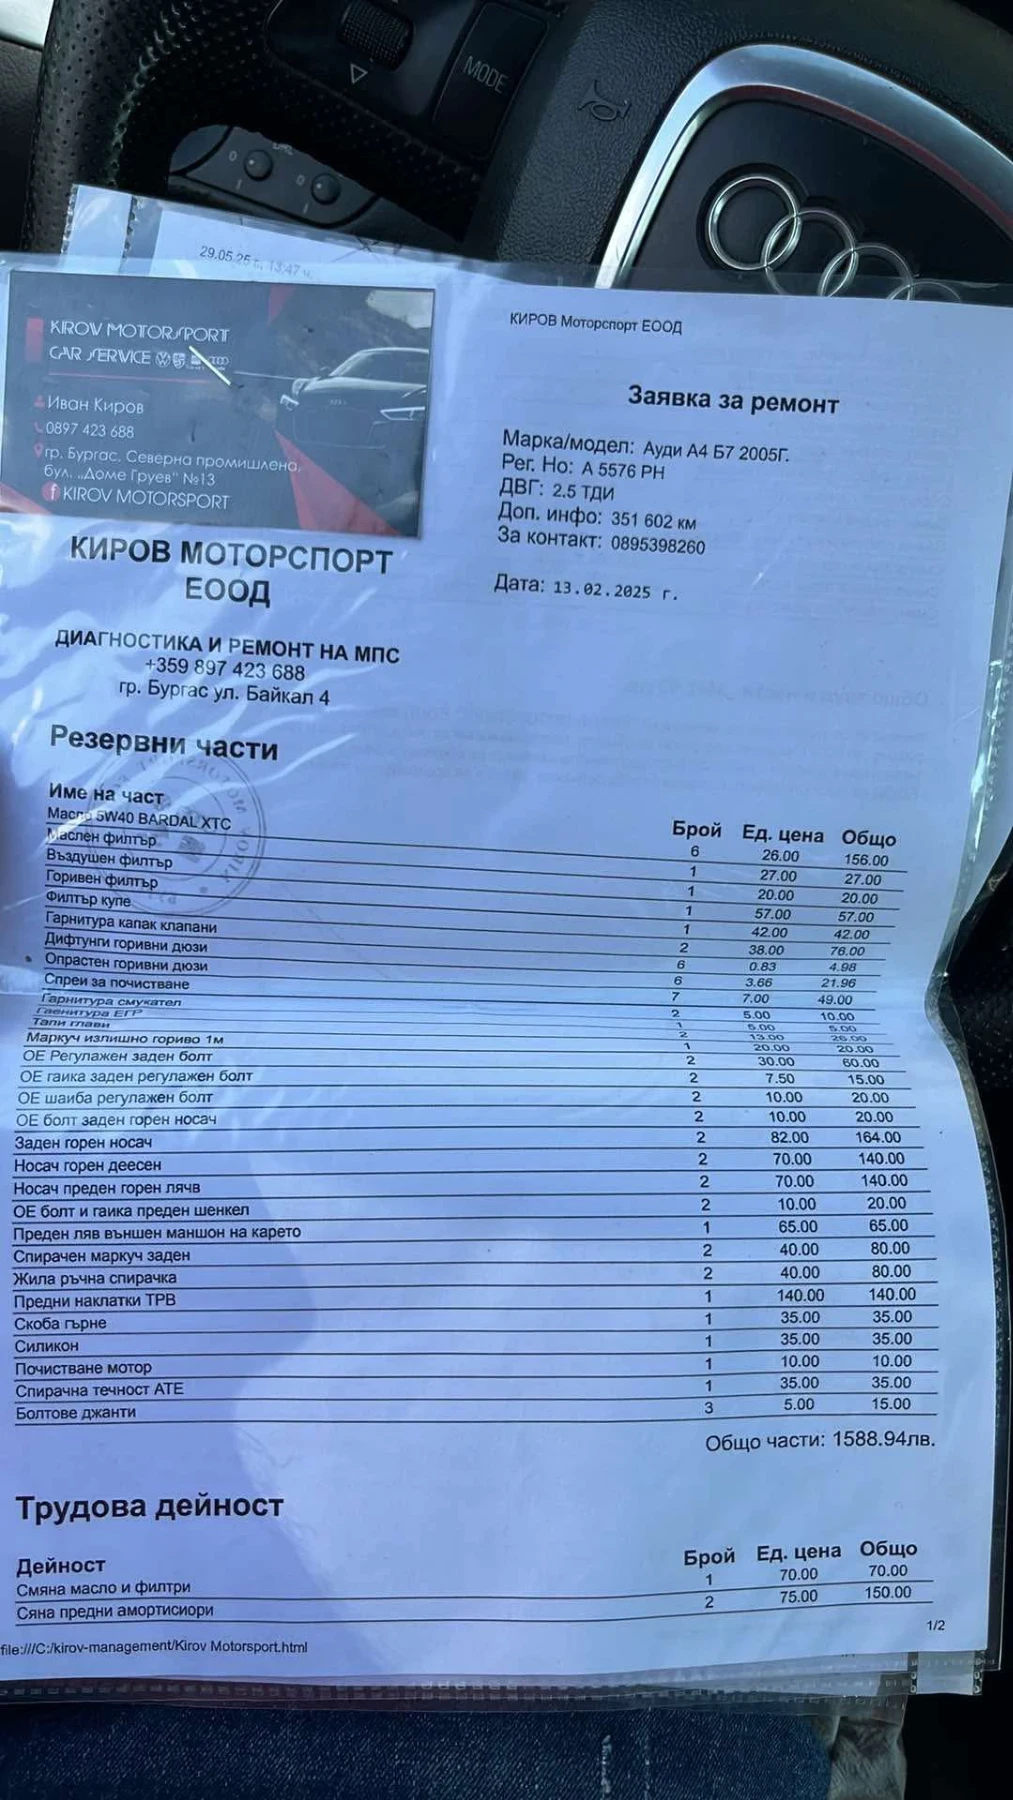 MODE
29.05.25 г., 13:47 ч.
KIROV MOTORSPORT
CAR SERVICE
Иван Киров
0897 423 688
гр. Бургас. Северна промишлена,
бул. „Доме Груев“ №13
KIROV MOTORSPORT
КИРОВ МОТОРСПОРТ
ЕООД
ДИАГНОСТИКА И РЕМОНТ НА МПС
+359 897 423 688
гр. Бургас ул. Байкал 4
КИРОВ Моторспорт ЕООД
Заявка за ремонт
Марка/модел: Ауди А4 Б7 2005Г.
Рег. Но: А 5576 РН
ДВГ: 2.5 ТДИ
Доп. инфо: 351 602 км
За контакт: 0895398260
Дата: 13.02.2025 г.
Резервни части
Име на част Брой Ед. цена Общо
Масло 5W40 BARDAL XTC 6 26.00 156.00
Маслен филтър 1 27.00 27.00
Въздушен филтър 1 20.00 20.00
Горивен филтър 1 57.00 57.00
Филтър купе 1 42.00 42.00
Гарнитура капак клапани 2 38.00 76.00
Дифтунги горивни дюзи 6 0.83 4.98
Опрастен горивни дюзи 6 3.66 21.96
Спреи за почистване 7 7.00 49.00
Гарнитура смукател 2 5.00 10.00
Гаенитура ЕГР 1 5.00 5.00
Тапи глави 2 13.00 26.00
Маркуч излишно гориво 1м 1 20.00 20.00
ОЕ Регулажен заден болт 2 30.00 60.00
ОЕ гаика заден регулажен болт 2 7.50 15.00
ОЕ шаиба регулажен болт 2 10.00 20.00
ОЕ болт заден горен носач 2 10.00 20.00
Заден горен носач 2 82.00 164.00
Носач горен деесен 2 70.00 140.00
Носач преден горен лячв 2 70.00 140.00
ОЕ болт и гаика преден шенкел 2 10.00 20.00
Преден ляв външен маншон на карето 1 65.00 65.00
Спирачен маркуч заден 2 40.00 80.00
Жила ръчна спирачка 2 40.00 80.00
Предни наклатки ТРВ 1 140.00 140.00
Скоба гърне 1 35.00 35.00
Силикон 1 35.00 35.00
Почистване мотор 1 10.00 10.00
Спирачна течност АТЕ 1 35.00 35.00
Болтове джанти 3 5.00 15.00
Общо части: 1588.94лв.
Трудова дейност
Дейност Брой Ед. цена Общо
Смяна масло и филтри 1 70.00 70.00
Сяна предни амортисиори 2 75.00 150.00
1/2
file:///C:/kirov-management/Kirov Motorsport.html